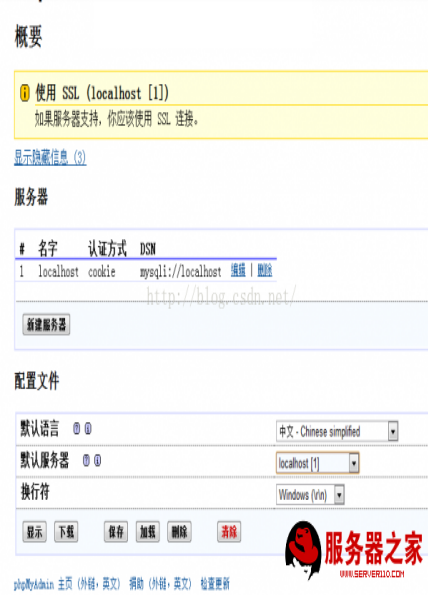 概要
使用 SSL (localhost [1])
如果服务器支持，你应该使用 SSL 连接。
显示隐藏信息 (3)
服务器
# 名字 认证方式 DSN
1 localhost cookie mysqli://localhost 编辑 | 删除
http://blog.csdn.net/
新建服务器
配置文件
默认语言 中文 - Chinese simplified
默认服务器 localhost [1]
换行符 Windows (\r\n)
显示 下载 保存 加载 删除 清除
服务器之家
WWW.SERVER110.COM
phpMyAdmin 主页 (外链，英文) 捐助 (外链，英文) 检查更新